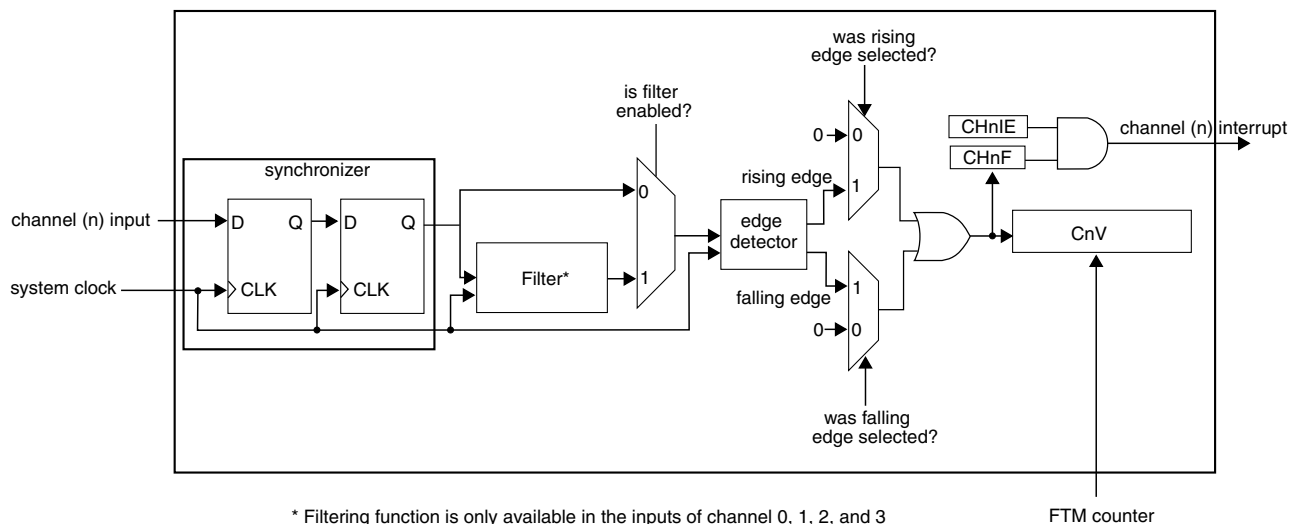 was rising
edge selected?
is filter
enabled?
synchronizer
channel (n) input
system clock
D Q
CLK
D Q
CLK
Filter*
0
1
edge
detector
rising edge
falling edge
0 0
1
1
0 0
was falling
edge selected?
CHnIE
CHnF
channel (n) interrupt
CnV
FTM counter
* Filtering function is only available in the inputs of channel 0, 1, 2, and 3